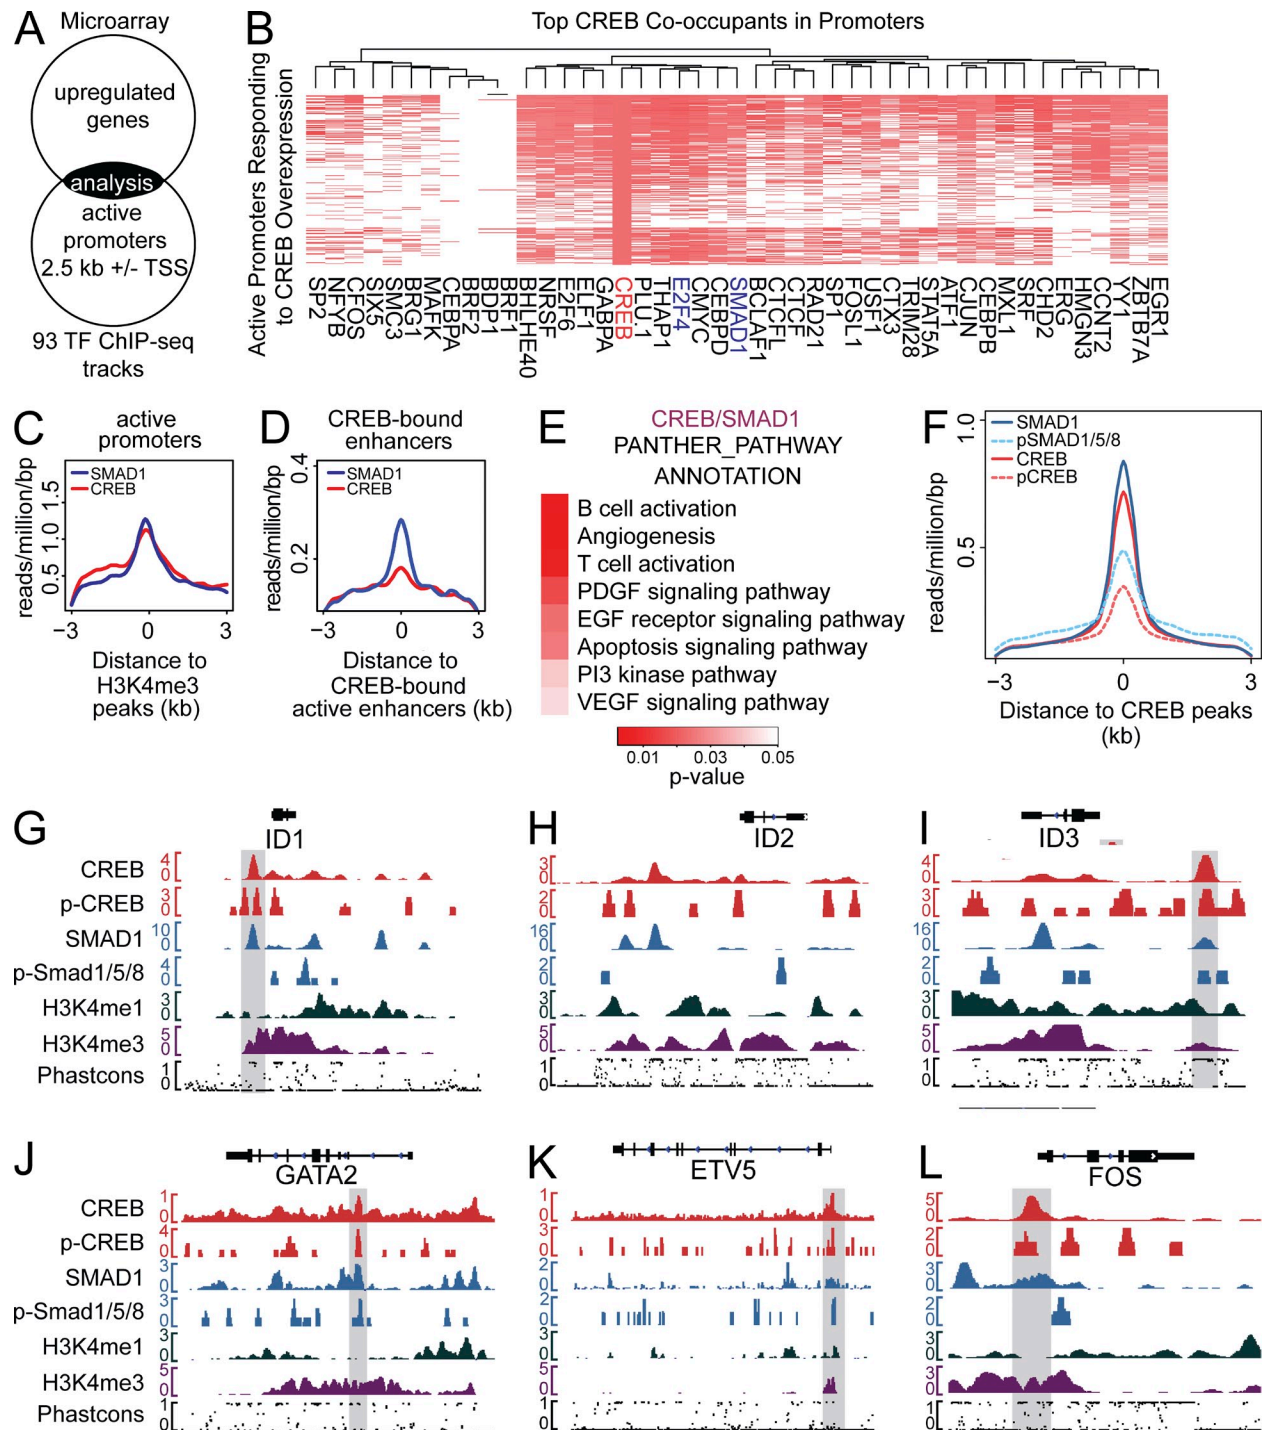 A
Microarray
upregulated
genes
analysis
active
promoters
2.5 kb +/- TSS
93 TF ChIP-seq
tracks
B
Top CREB Co-occupants in Promoters
Active Promoters Responding
to CREB Overexpression
SP2
NFYB
CFOS
SIX5
SMC3
BRG1
MAFK
CEBPA
BRF2
BDP1
BRF1
BHLHE40
NRSF
E2F6
ELF1
GABPA
CREB
PLU.1
THAP1
E2F4
CMYC
CEBPD
SMAD1
BCLAF1
CTCFL
CTCF
RAD21
SP1
FOSL1
USF1
CTX3
TRIM28
STAT5A
ATF1
CJUN
CEBPB
MXL1
SRF
CHD2
ERG
HMGN3
CCNT2
YY1
ZBTB7A
EGR1
C
active
promoters
SMAD1
CREB
reads/million/bp
0.5 1.0 1.5
−3 0 3
Distance to
H3K4me3
peaks (kb)
D
CREB-bound
enhancers
SMAD1
CREB
reads/million/bp
0.2 0.4
−3 0 3
Distance to
CREB-bound
active enhancers (kb)
E
CREB/SMAD1
PANTHER_PATHWAY
ANNOTATION
B cell activation
Angiogenesis
T cell activation
PDGF signaling pathway
EGF receptor signaling pathway
Apoptosis signaling pathway
PI3 kinase pathway
VEGF signaling pathway
0.01 0.03 0.05
p-value
F
SMAD1
pSMAD1/5/8
CREB
pCREB
reads/million/bp
0.5 1.0
−3 0 3
Distance to CREB peaks
(kb)
G
ID1
CREB 4 0
p-CREB 3 0
SMAD1 10 0
p-Smad1/5/8 4 0
H3K4me1 3 0
H3K4me3 5 0
Phastcons 1 0
H
ID2
3 0
2 0
16 0
2 0
3 0
5 0
1 0
I
ID3
4 0
3 0
16 0
2 0
3 0
5 0
1 0
J
GATA2
CREB 1 0
p-CREB 4 0
SMAD1 3 0
p-Smad1/5/8 3 0
H3K4me1 3 0
H3K4me3 5 0
Phastcons 1 0
K
ETV5
1 0
3 0
2 0
2 0
3 0
5 0
1 0
L
FOS
5 0
2 0
3 0
2 0
3 0
3 0
1 0